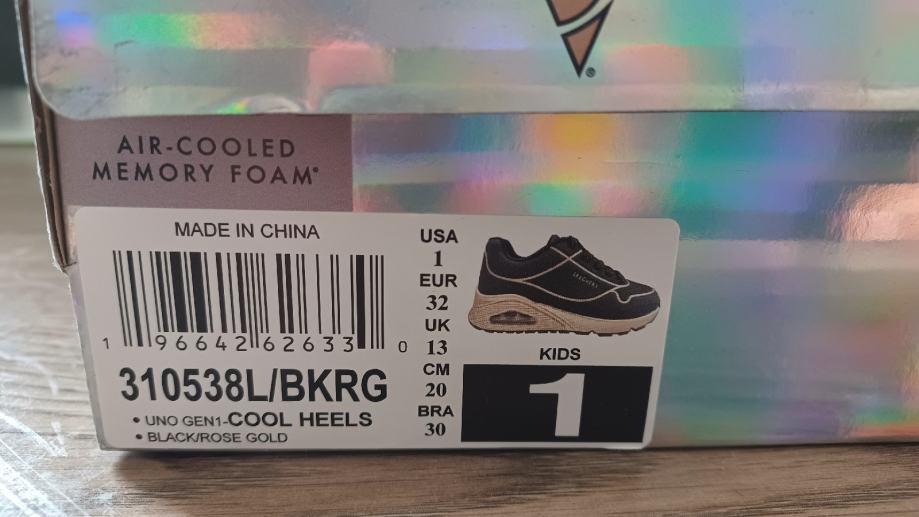 AIR-COOLED
MEMORY FOAM®
MADE IN CHINA
1 96642 62633 0
310538L/BKRG
• UNO GEN1-COOL HEELS
• BLACK/ROSE GOLD
USA
1
EUR
32
UK
13
CM
20
BRA
30
SKECHERS
KIDS
1